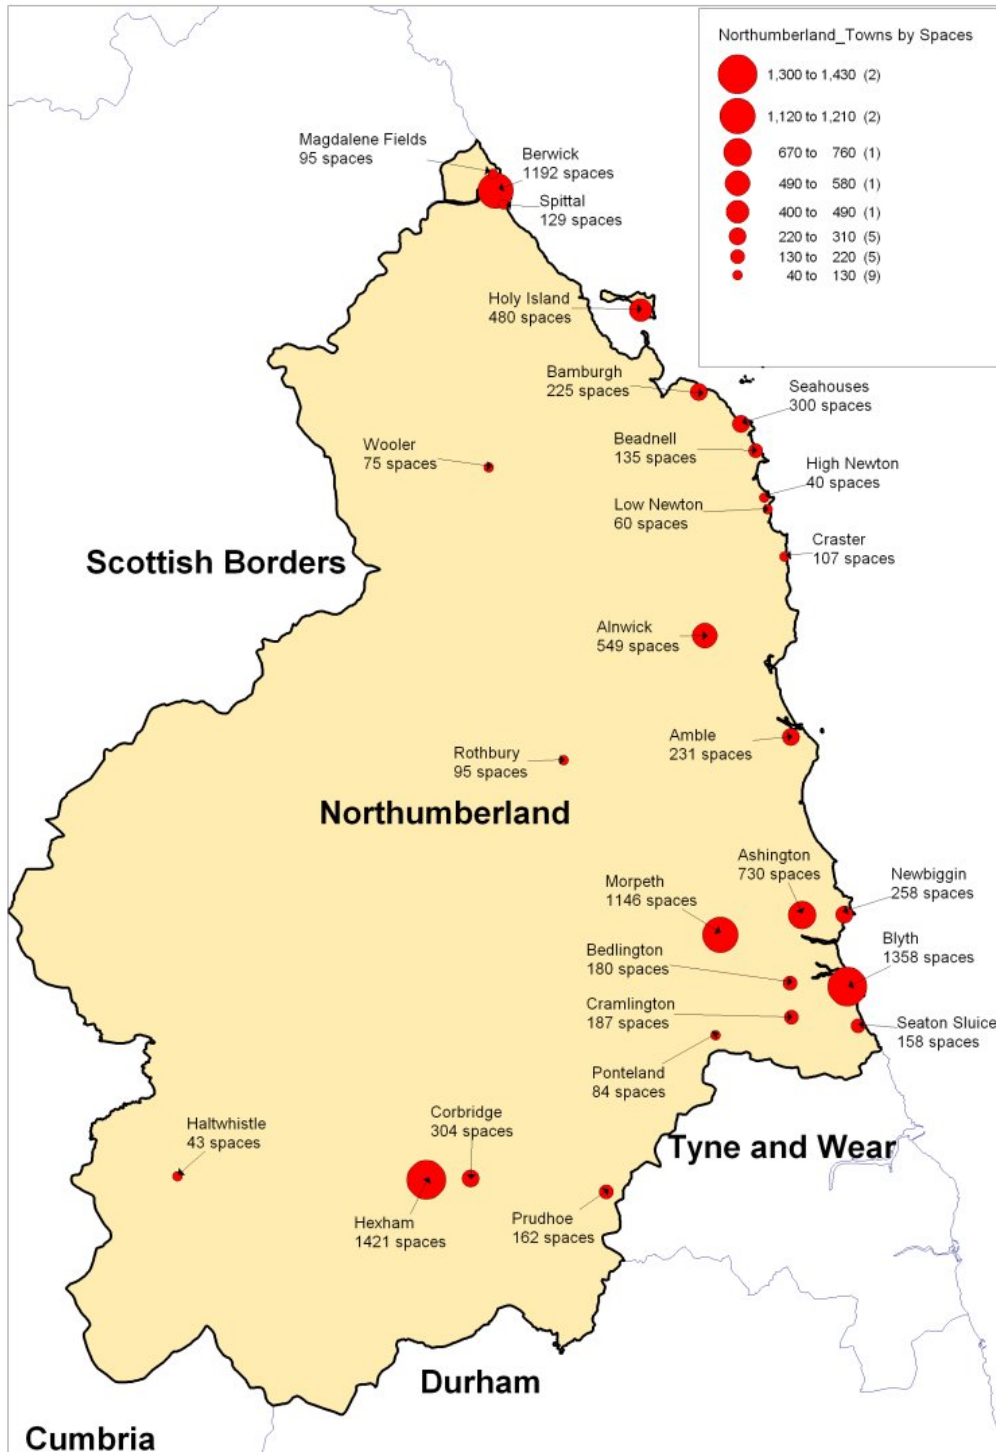 Northumberland_Towns by Spaces
1,300 to 1,430 (2)
1,120 to 1,210 (2)
670 to 760 (1)
490 to 580 (1)
400 to 490 (1)
220 to 310 (5)
130 to 220 (5)
40 to 130 (9)
Magdalene Fields
95 spaces
Berwick
1192 spaces
Spittal
129 spaces
Holy Island
480 spaces
Bamburgh
225 spaces
Seahouses
300 spaces
Beadnell
135 spaces
Wooler
75 spaces
High Newton
40 spaces
Low Newton
60 spaces
Craster
107 spaces
Scottish Borders
Alnwick
549 spaces
Amble
231 spaces
Rothbury
95 spaces
Northumberland
Ashington
730 spaces
Newbiggin
258 spaces
Morpeth
1146 spaces
Blyth
1358 spaces
Bedlington
180 spaces
Cramlington
187 spaces
Seaton Sluice
158 spaces
Ponteland
84 spaces
Tyne and Wear
Haltwhistle
43 spaces
Corbridge
304 spaces
Hexham
1421 spaces
Prudhoe
162 spaces
Durham
Cumbria